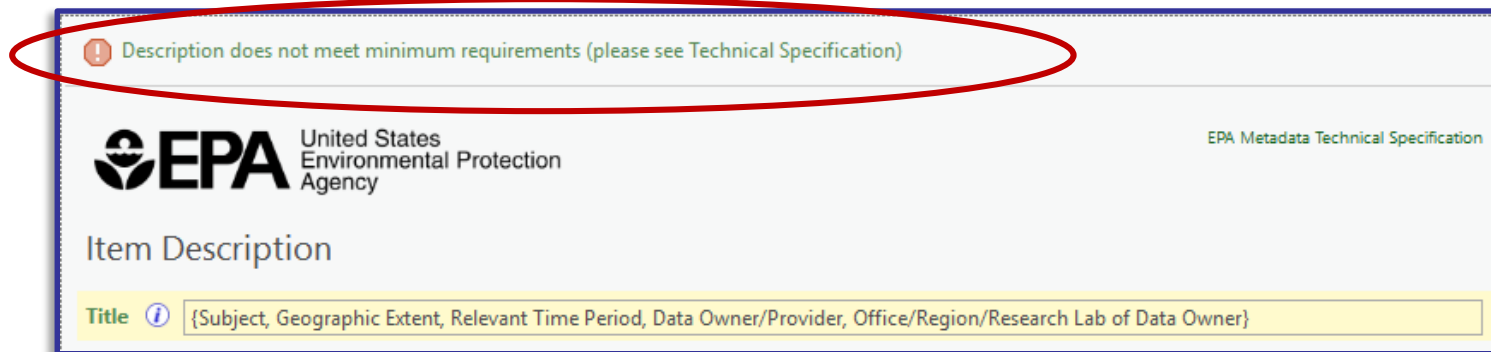 Description does not meet minimum requirements (please see Technical Specification)
EPA United States
Environmental Protection
Agency
EPA Metadata Technical Specification
Item Description
Title i {Subject, Geographic Extent, Relevant Time Period, Data Owner/Provider, Office/Region/Research Lab of Data Owner}